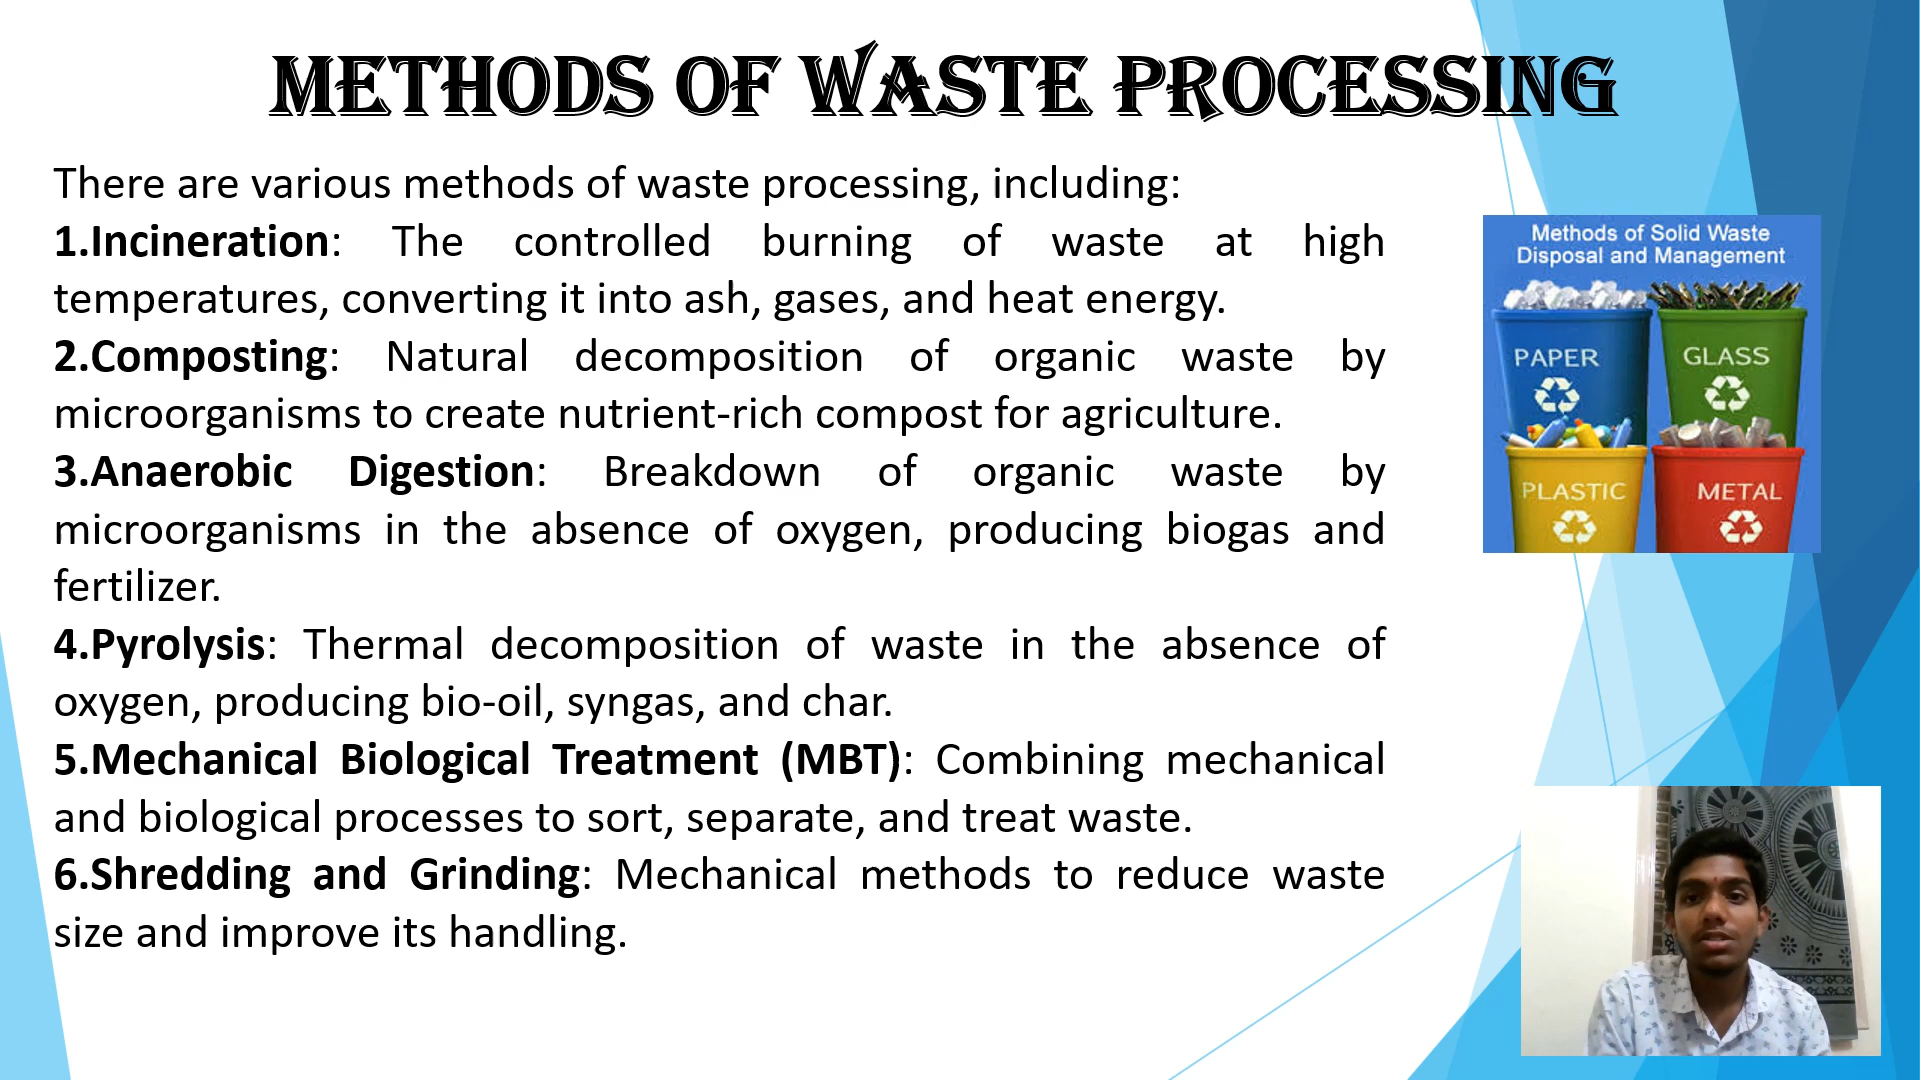 METHODS OF WASTE PROCESSING
There are various methods of waste processing, including:
1.Incineration: The controlled burning of waste at high
temperatures, converting it into ash, gases, and heat energy.
2.Composting: Natural decomposition of organic waste by
microorganisms to create nutrient-rich compost for agriculture.
3.Anaerobic Digestion: Breakdown of organic waste by
microorganisms in the absence of oxygen, producing biogas and
fertilizer.
4.Pyrolysis: Thermal decomposition of waste in the absence of
oxygen, producing bio-oil, syngas, and char.
5.Mechanical Biological Treatment (MBT): Combining mechanical
and biological processes to sort, separate, and treat waste.
6.Shredding and Grinding: Mechanical methods to reduce waste
size and improve its handling.
Methods of Solid Waste
Disposal and Management
PAPER
GLASS
PLASTIC
METAL